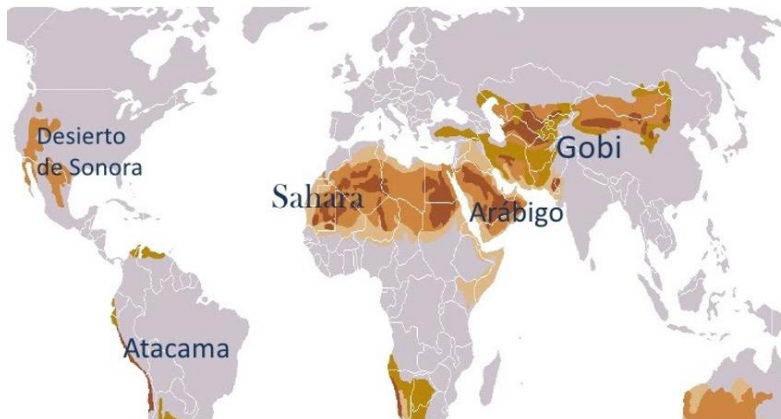 Desierto
de Sonora
Sahara
Arábigo
Gobi
Atacama